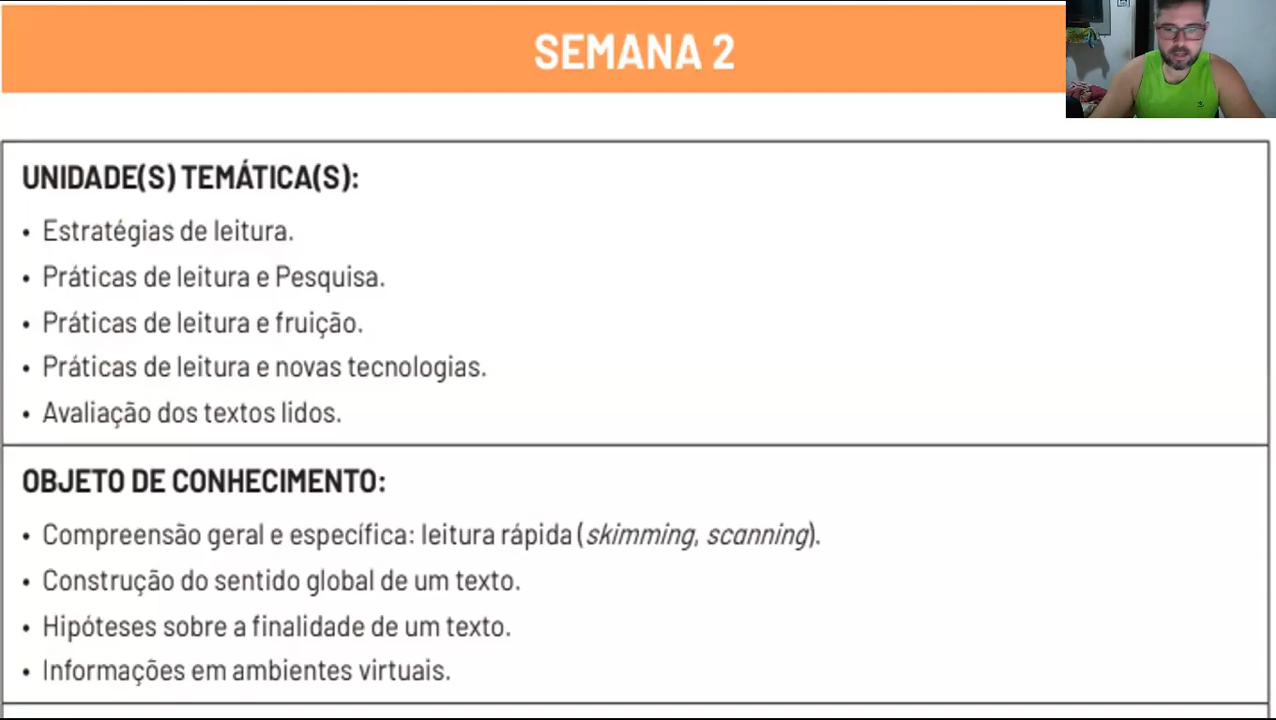 SEMANA 2
UNIDADE(S) TEMÁTICA(S):
• Estratégias de leitura.
• Práticas de leitura e Pesquisa.
• Práticas de leitura e fruição.
• Práticas de leitura e novas tecnologias.
• Avaliação dos textos lidos.
OBJETO DE CONHECIMENTO:
• Compreensão geral e específica: leitura rápida (skimming, scanning).
• Construção do sentido global de um texto.
• Hipóteses sobre a finalidade de um texto.
• Informações em ambientes virtuais.